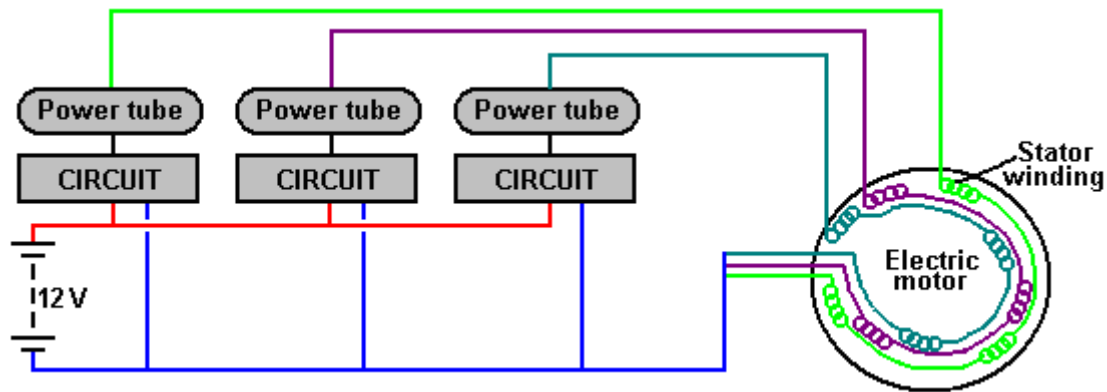 Power tube
Power tube
Power tube
CIRCUIT
CIRCUIT
CIRCUIT
Stator
winding
Electric
motor
12 V